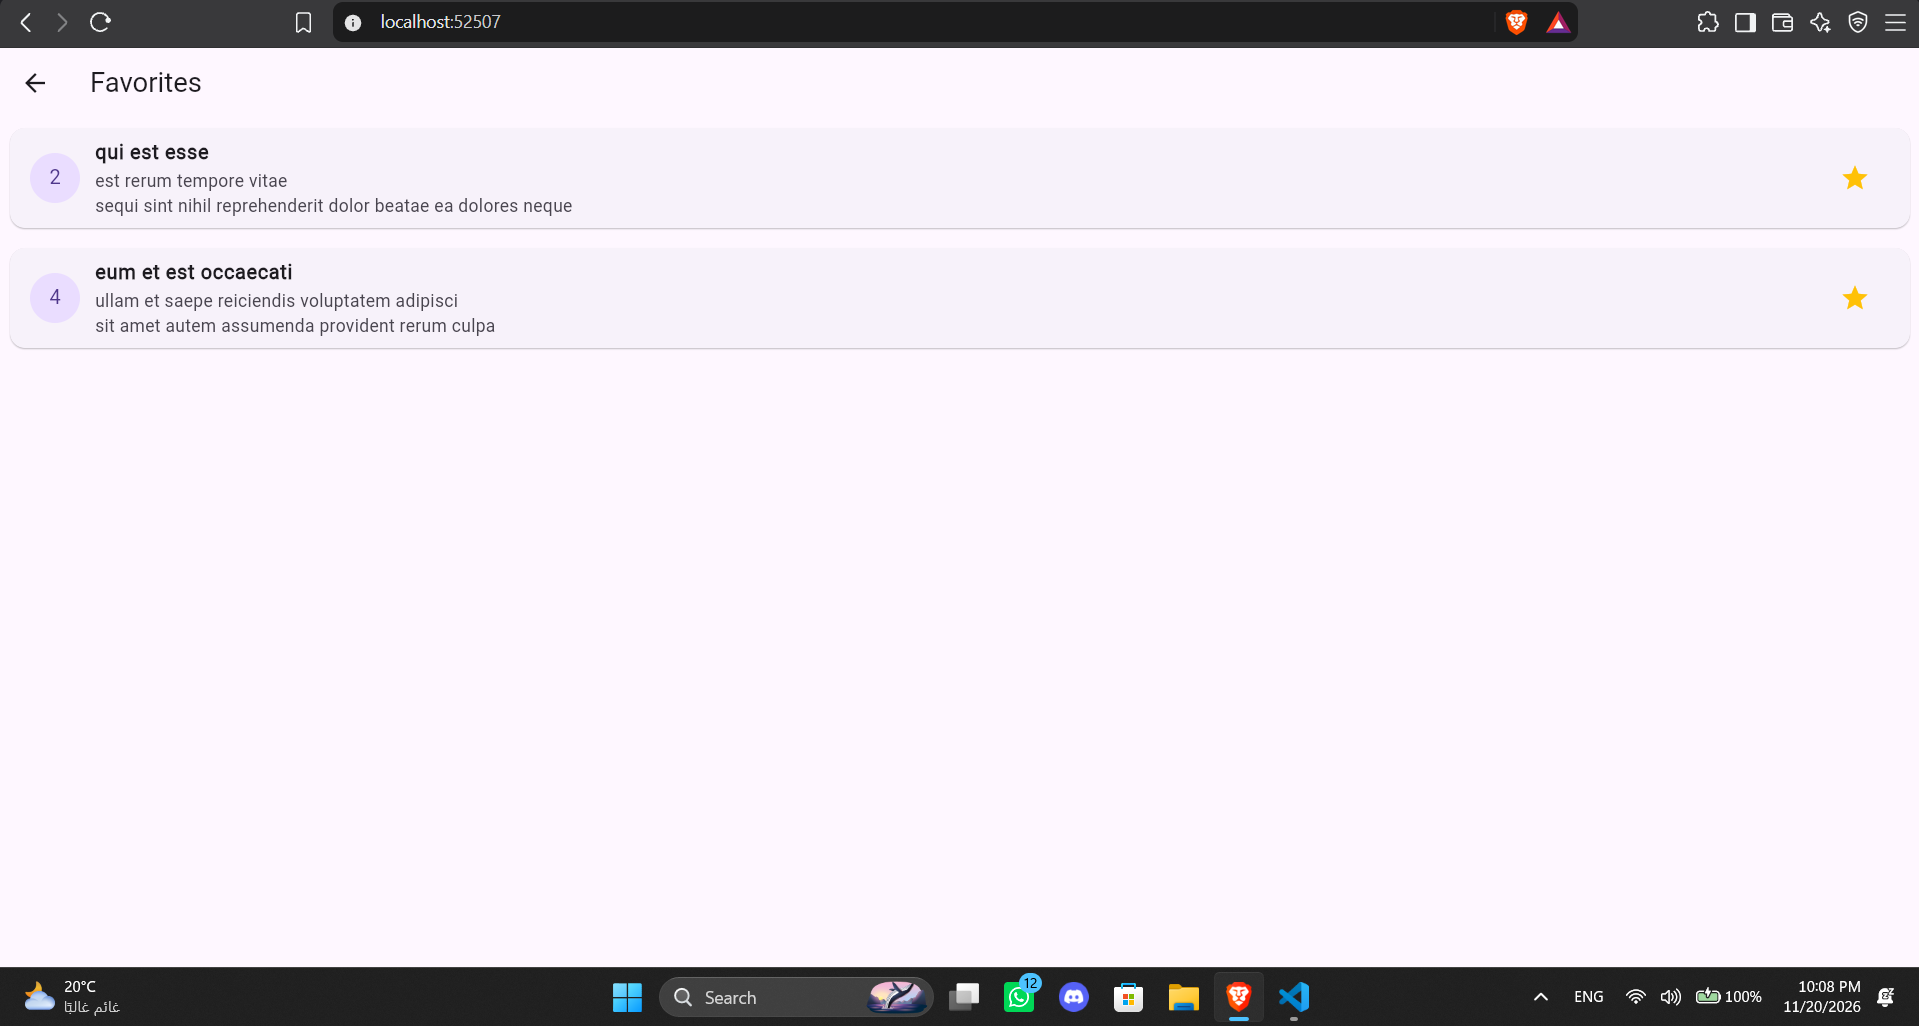 localhost:52507
Favorites
2
qui est esse
est rerum tempore vitae
sequi sint nihil reprehenderit dolor beatae ea dolores neque
4
eum et est occaecati
ullam et saepe reiciendis voluptatem adipisci
sit amet autem assumenda provident rerum culpa
20°C
غائم غالبًا
Search
12
ENG
100%
10:08 PM
11/20/2026